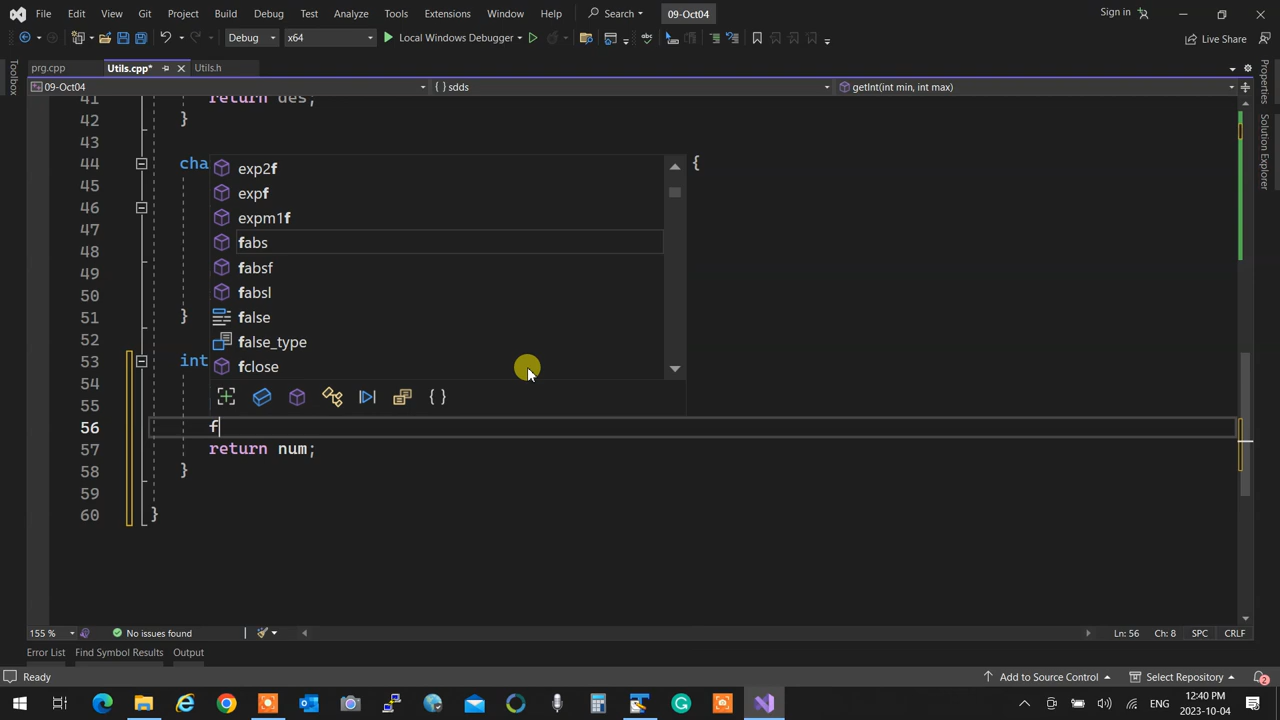 File Edit View Git Project Build Debug Test Analyze Tools Extensions Window Help Search 09-Oct04 Sign in
Debug x64 Local Windows Debugger Live Share
prg.cpp Utils.cpp* Utils.h
09-Oct04 { } sdds getInt(int min, int max)
Toolbox
Properties
Solution Explorer
41 return des;
42 }
43
44 cha {
45
46
47
48
49
50
51 }
52
53 int
54
55
56 f
57 return num;
58 }
59
60 }
exp2f
expf
expm1f
fabs
fabsf
fabsl
false
false_type
fclose
155 % No issues found Ln: 56 Ch: 8 SPC CRLF
Error List Find Symbol Results Output
Ready Add to Source Control Select Repository 2
ENG 12:40 PM
2023-10-04